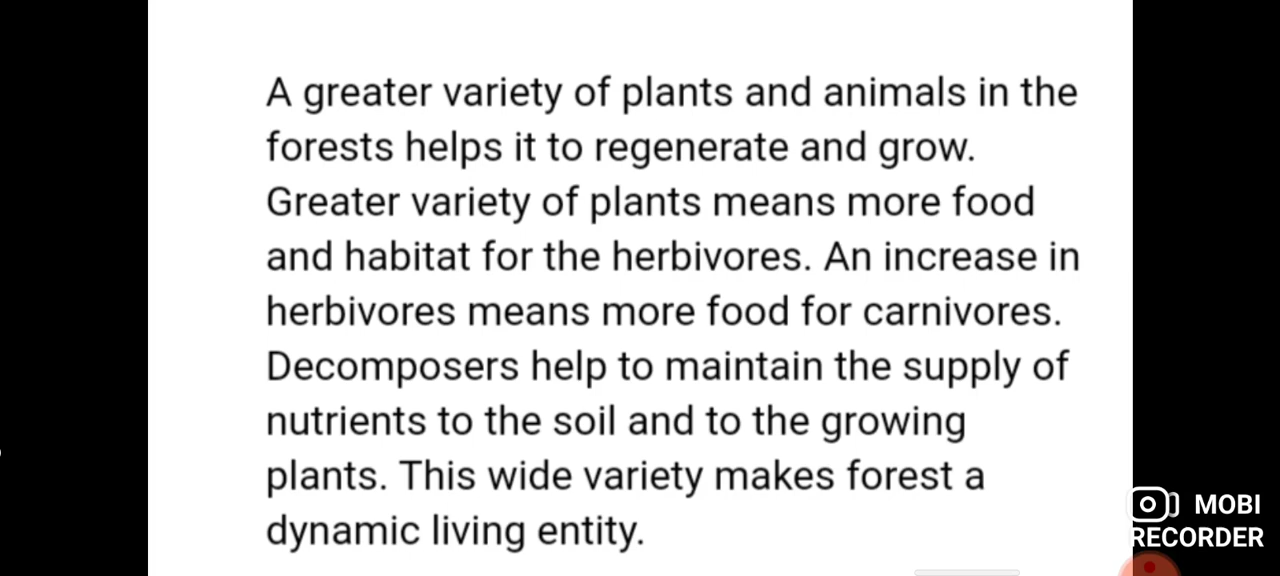 A greater variety of plants and animals in the
forests helps it to regenerate and grow.
Greater variety of plants means more food
and habitat for the herbivores. An increase in
herbivores means more food for carnivores.
Decomposers help to maintain the supply of
nutrients to the soil and to the growing
plants. This wide variety makes forest a
dynamic living entity.
MOBI
RECORDER